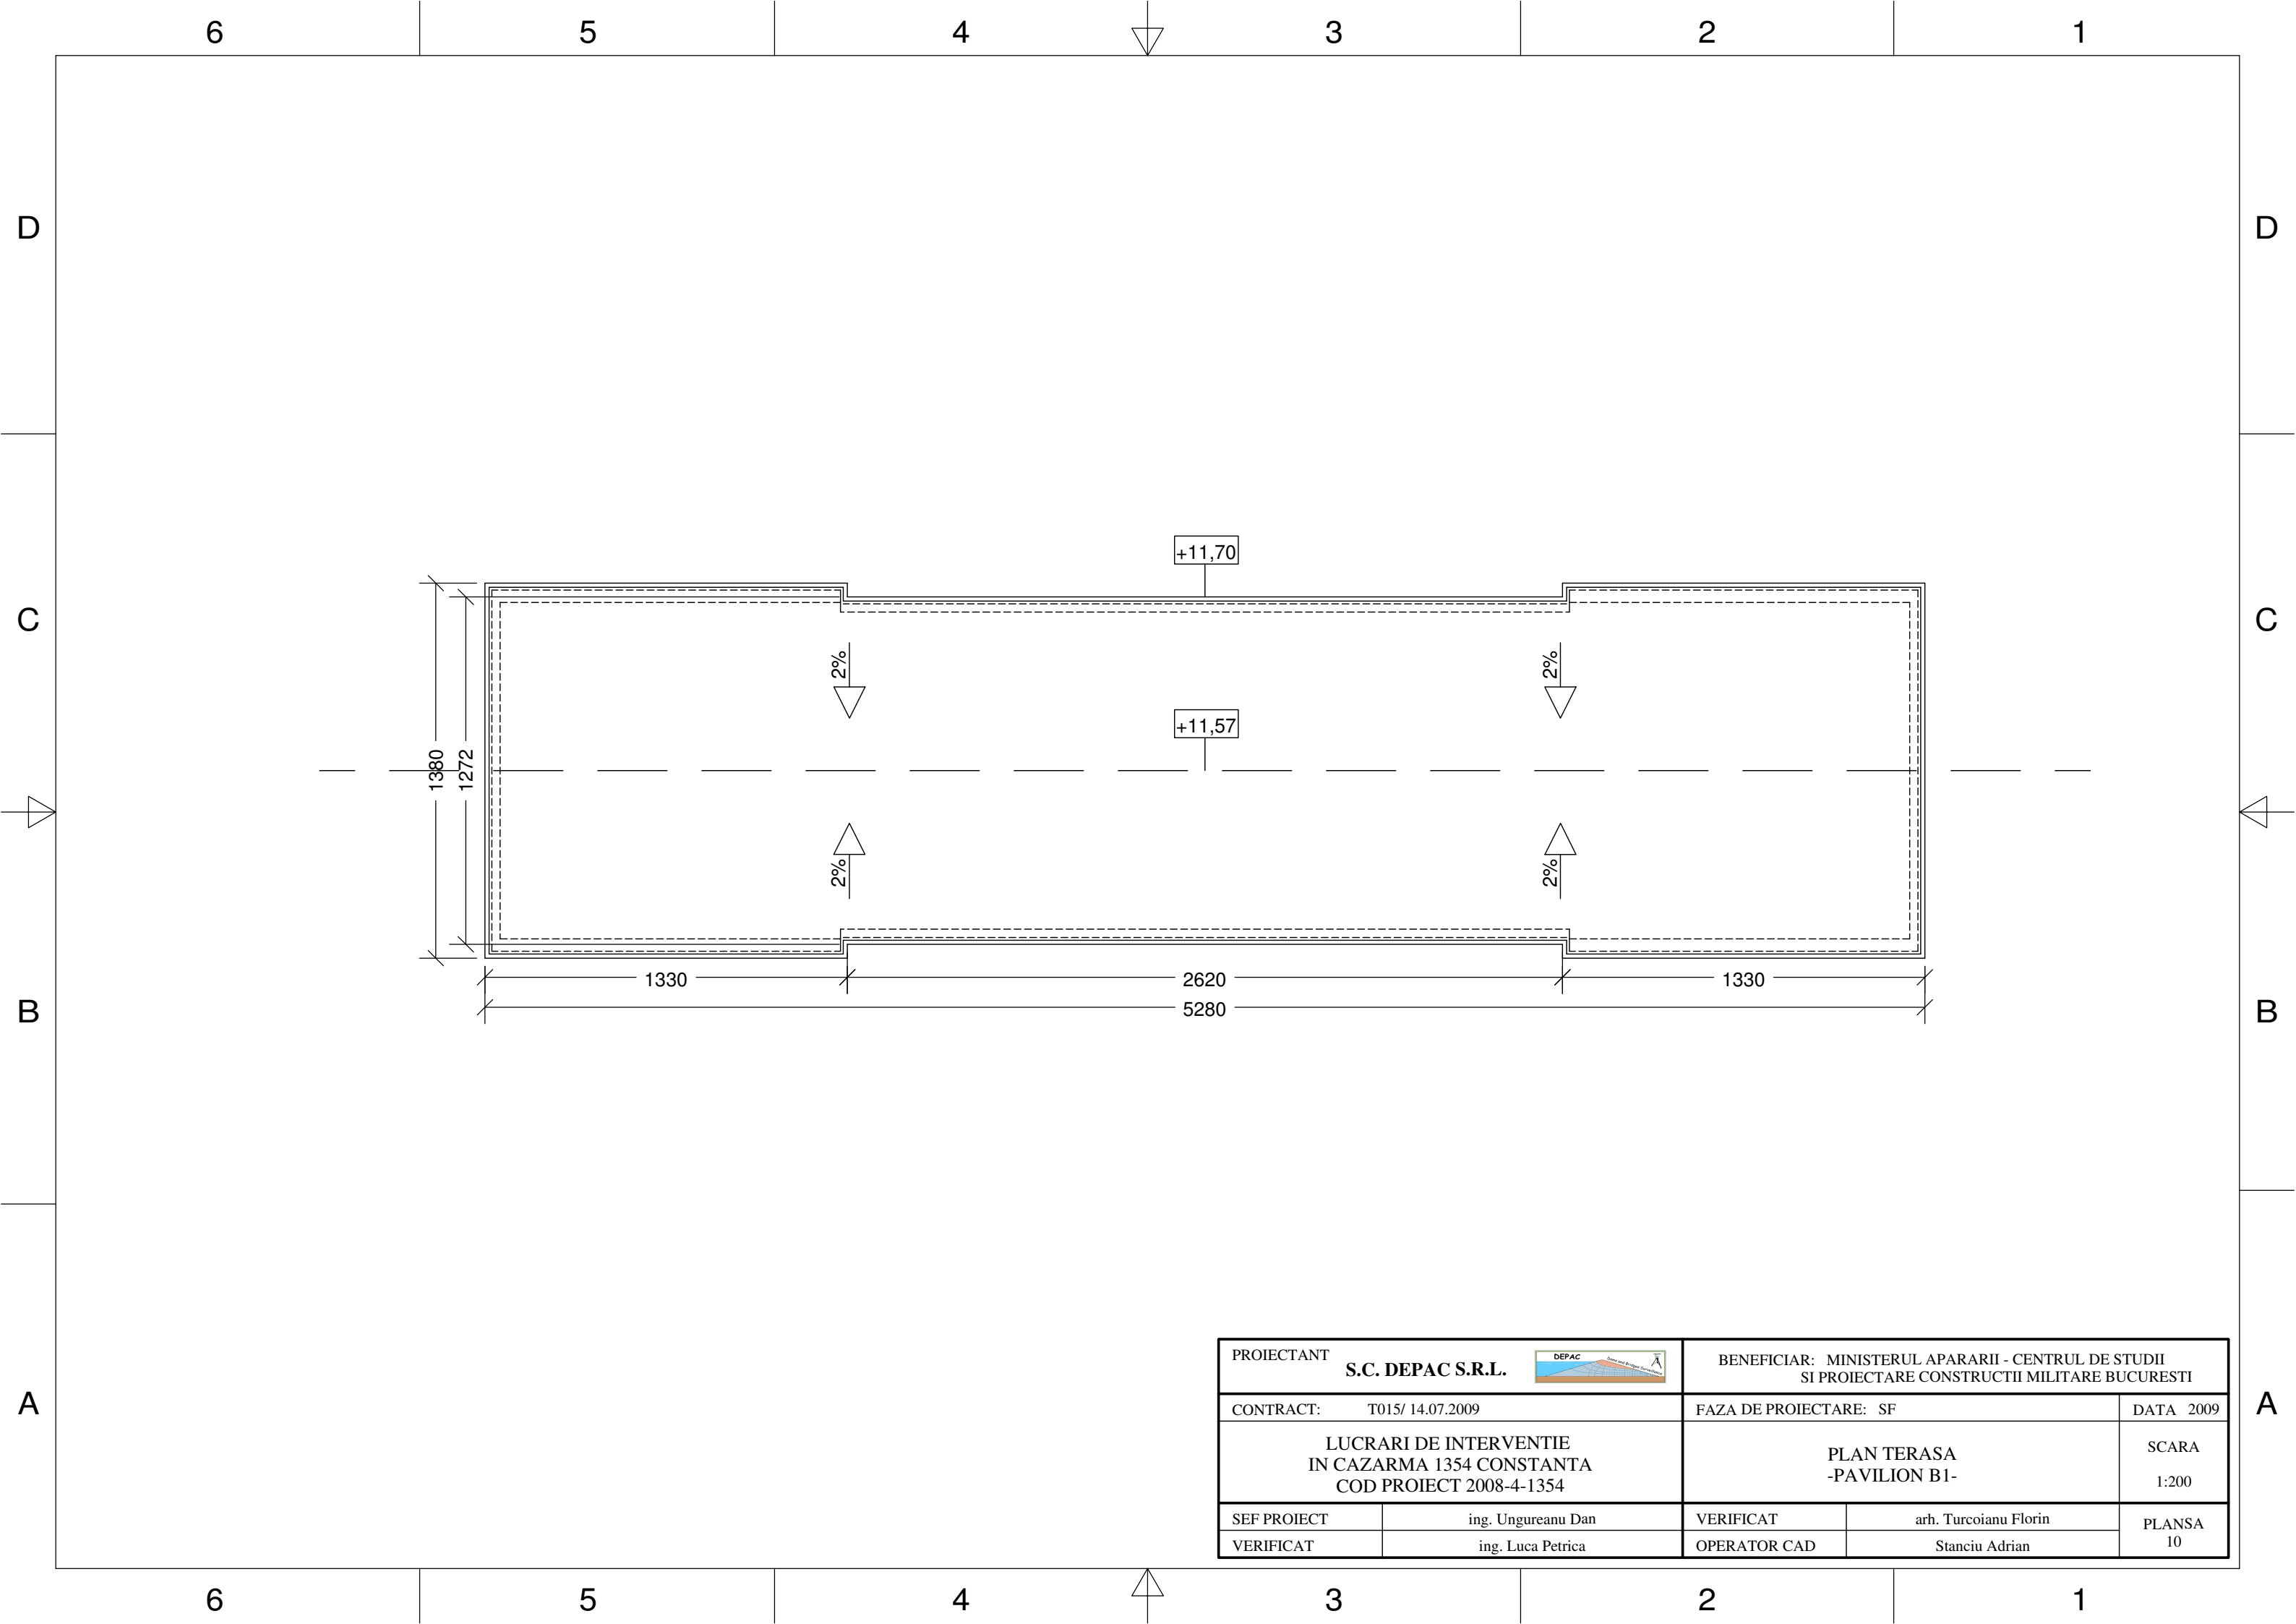 6 5 4 3 2 1
D D
+11,70
C C
2% 2%
+11,57
1380 1272
2% 2%
1330 2620 1330
5280
B B
PROIECTANT
S.C. DEPAC S.R.L.
DEPAC
BENEFICIAR: MINISTERUL APARARII - CENTRUL DE STUDII
SI PROIECTARE CONSTRUCTII MILITARE BUCURESTI
CONTRACT: T015/ 14.07.2009
FAZA DE PROIECTARE: SF
DATA 2009
A A
LUCRARI DE INTERVENTIE
IN CAZARMA 1354 CONSTANTA
COD PROIECT 2008-4-1354
PLAN TERASA
-PAVILION B1-
SCARA
1:200
SEF PROIECT ing. Ungureanu Dan
VERIFICAT arh. Turcoianu Florin
VERIFICAT ing. Luca Petrica
OPERATOR CAD Stanciu Adrian
PLANSA
10
6 5 4 3 2 1